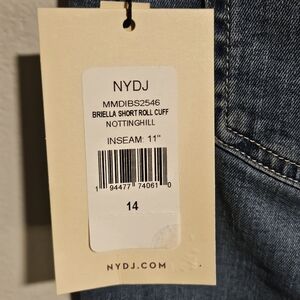 NYDJ
MMDIBS2546
BRIELLA SHORT ROLL CUFF
NOTTINGHILL
INSEAM: 11"
1 94477 74061 0
14
NYDJ.COM